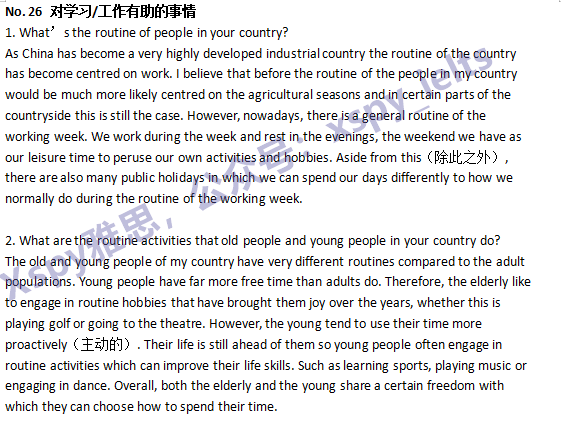 No. 26 对学习/工作有助的事情
1. What's the routine of people in your country?
As China has become a very highly developed industrial country the routine of the country
has become centred on work. I believe that before the routine of the people in my country
would be much more likely centred on the agricultural seasons and in certain parts of the
countryside this is still the case. However, nowadays, there is a general routine of the
working week. We work during the week and rest in the evenings, the weekend we have as
our leisure time to peruse our own activities and hobbies. Aside from this（除此之外）,
there are also many public holidays in which we can spend our days differently to how we
normally do during the routine of the working week.
2. What are the routine activities that old people and young people in your country do?
The old and young people of my country have very different routines compared to the adult
populations. Young people have far more free time than adults do. Therefore, the elderly like
to engage in routine hobbies that have brought them joy over the years, whether this is
playing golf or going to the theatre. However, the young tend to use their time more
proactively（主动的）. Their life is still ahead of them so young people often engage in
routine activities which can improve their life skills. Such as learning sports, playing music or
engaging in dance. Overall, both the elderly and the young share a certain freedom with
which they can choose how to spend their time.
Xspy雅思，公众号：xspy_ielts